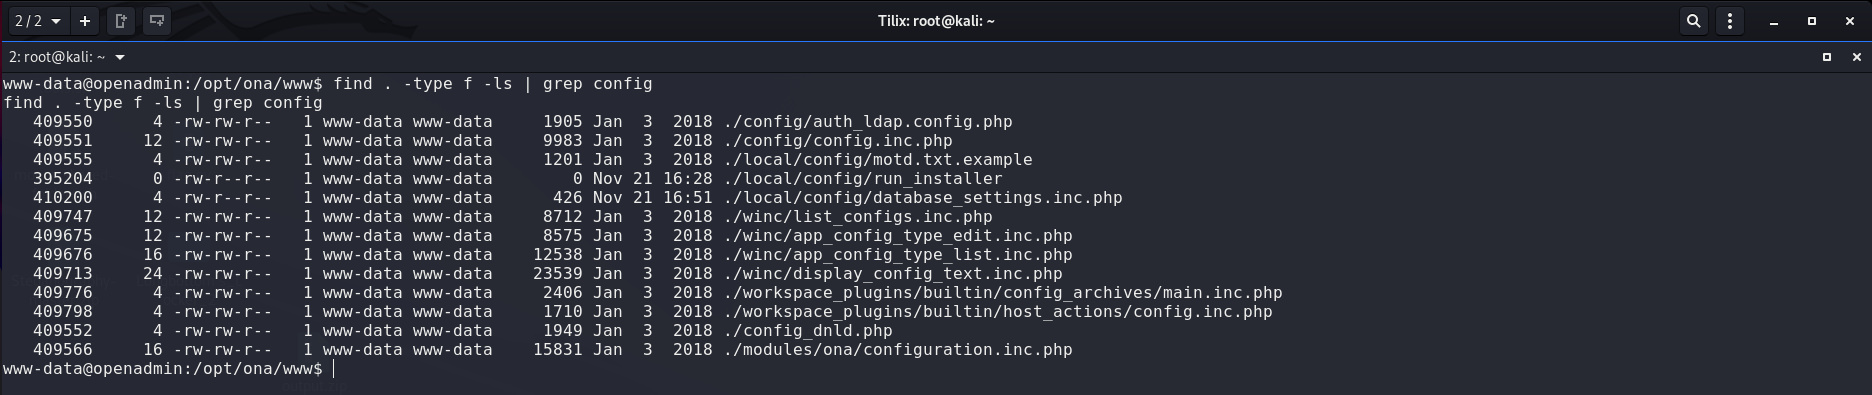 2 / 2
Tilix: root@kali: ~
2: root@kali: ~
www-data@openadmin:/opt/ona/www$ find . -type f -ls | grep config
find . -type f -ls | grep config
   409550      4 -rw-rw-r--   1 www-data www-data     1905 Jan  3  2018 ./config/auth_ldap.config.php
   409551     12 -rw-rw-r--   1 www-data www-data     9983 Jan  3  2018 ./config/config.inc.php
   409555      4 -rw-rw-r--   1 www-data www-data     1201 Jan  3  2018 ./local/config/motd.txt.example
   395204      0 -rw-r--r--   1 www-data www-data        0 Nov 21 16:28 ./local/config/run_installer
   410200      4 -rw-r--r--   1 www-data www-data      426 Nov 21 16:51 ./local/config/database_settings.inc.php
   409747     12 -rw-rw-r--   1 www-data www-data     8712 Jan  3  2018 ./winc/list_configs.inc.php
   409675     12 -rw-rw-r--   1 www-data www-data     8575 Jan  3  2018 ./winc/app_config_type_edit.inc.php
   409676     16 -rw-rw-r--   1 www-data www-data    12538 Jan  3  2018 ./winc/app_config_type_list.inc.php
   409713     24 -rw-rw-r--   1 www-data www-data    23539 Jan  3  2018 ./winc/display_config_text.inc.php
   409776      4 -rw-rw-r--   1 www-data www-data     2406 Jan  3  2018 ./workspace_plugins/builtin/config_archives/main.inc.php
   409798      4 -rw-rw-r--   1 www-data www-data     1710 Jan  3  2018 ./workspace_plugins/builtin/host_actions/config.inc.php
   409552      4 -rw-rw-r--   1 www-data www-data     1949 Jan  3  2018 ./config_dnld.php
   409566     16 -rw-rw-r--   1 www-data www-data    15831 Jan  3  2018 ./modules/ona/configuration.inc.php
www-data@openadmin:/opt/ona/www$